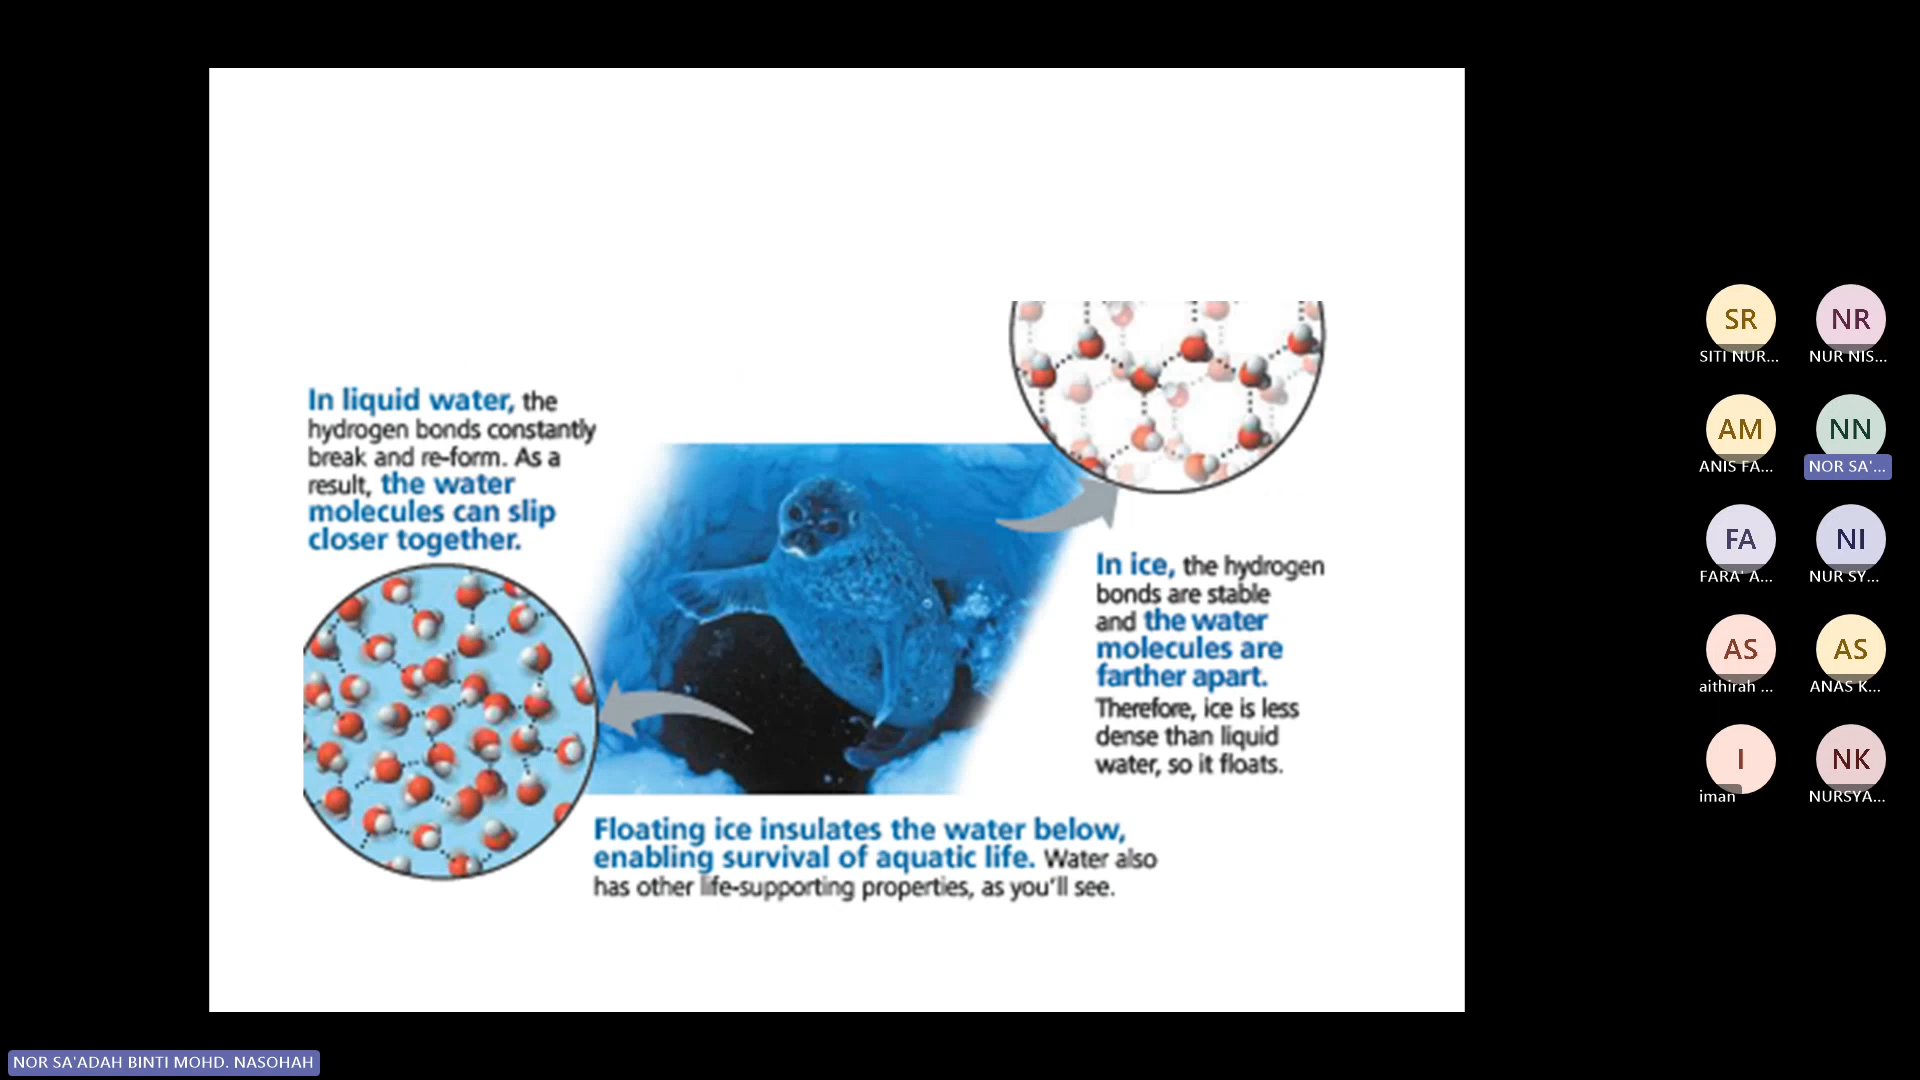 In liquid water, the
hydrogen bonds constantly
break and re-form. As a
result, the water
molecules can slip
closer together.
In ice, the hydrogen
bonds are stable
and the water
molecules are
farther apart.
Therefore, ice is less
dense than liquid
water, so it floats.
Floating ice insulates the water below,
enabling survival of aquatic life. Water also
has other life-supporting properties, as you'll see.
SR
NR
SITI NUR...
NUR NIS...
AM
NN
ANIS FA...
NOR SA'...
FA
NI
FARA' A...
NUR SY...
AS
AS
aithirah ...
ANAS K...
I
NK
iman
NURSYA...
NOR SA'ADAH BINTI MOHD. NASOHAH